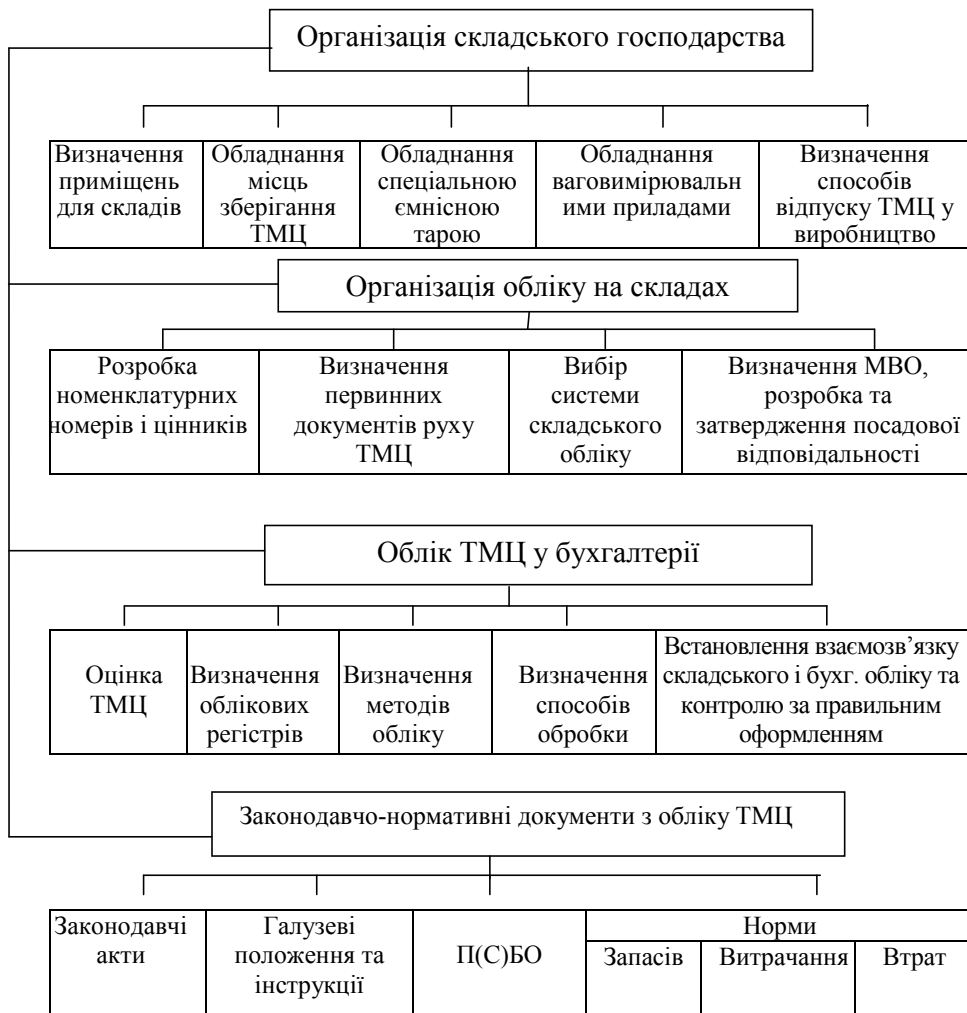 Організація складського господарства
Визначення
приміщень
для складів
Обладнання
місць
зберігання
ТМЦ
Обладнання
спеціальною
ємнісною
тарою
Обладнання
ваговимірювальн
ими приладами
Визначення
способів
відпуску ТМЦ у
виробництво
Організація обліку на складах
Розробка
номенклатурних
номерів і цінників
Визначення
первинних
документів руху
ТМЦ
Вибір
системи
складського
обліку
Визначення МВО,
розробка та
затвердження посадової
відповідальності
Облік ТМЦ у бухгалтерії
Оцінка
ТМЦ
Визначення
облікових
регістрів
Визначення
методів
обліку
Визначення
способів
обробки
Встановлення взаємозв’язку
складського і бухг. обліку та
контролю за правильним
оформленням
Законодавчо-нормативні документи з обліку ТМЦ
Законодавчі
акти
Галузеві
положення та
інструкції
П(С)БО
Норми
Запасів
Витрачання
Втрат